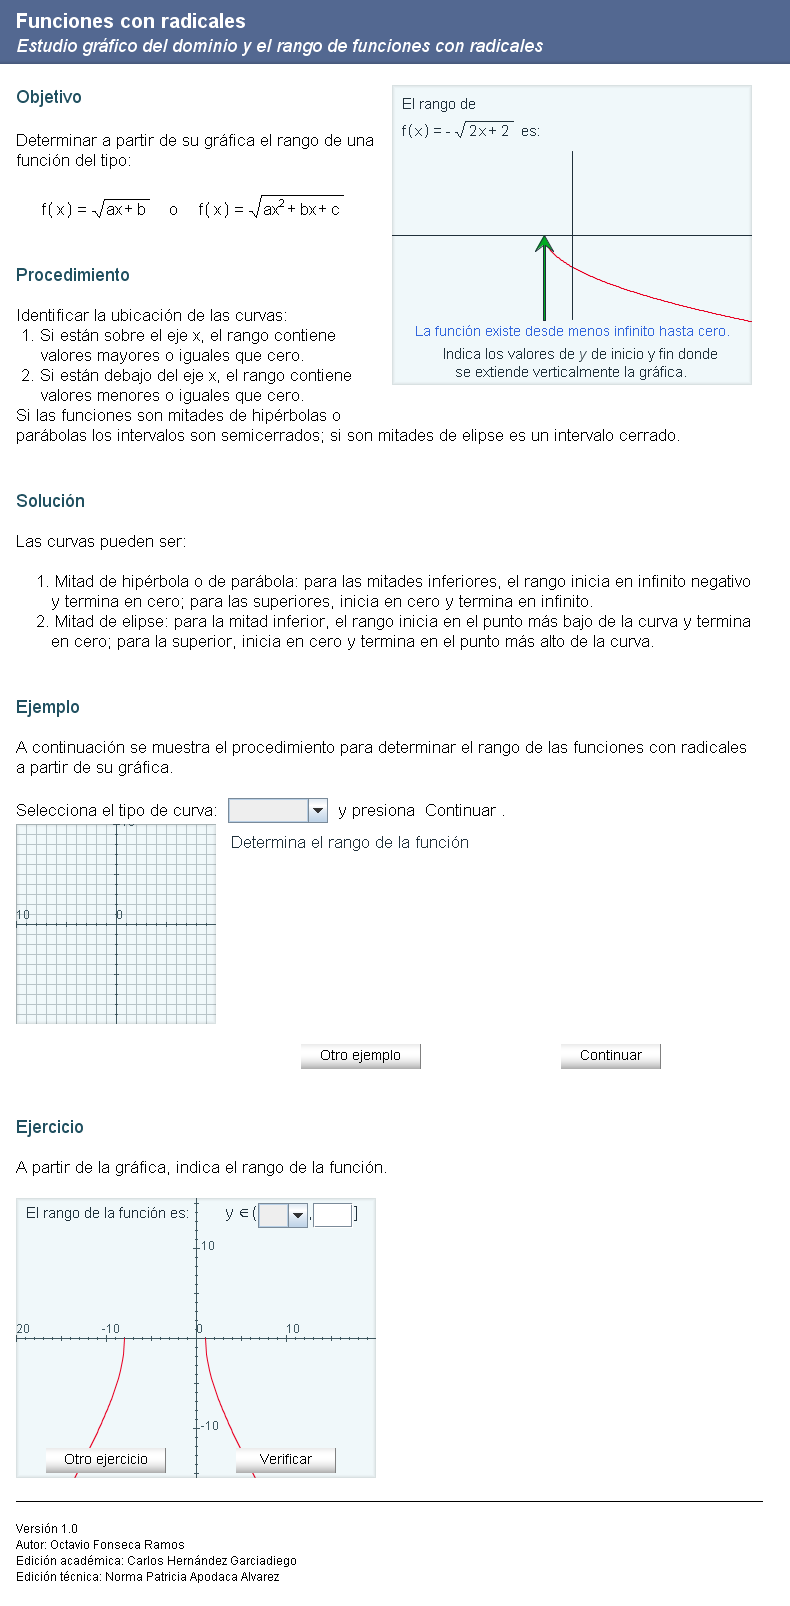 Funciones con radicales
Estudio gráfico del dominio y el rango de funciones con radicales
Objetivo
Determinar a partir de su gráfica el rango de una
función del tipo:
f(x) = √ax+b o f(x) = √ax²+bx+c
Procedimiento
Identificar la ubicación de las curvas:
1. Si están sobre el eje x, el rango contiene
valores mayores o iguales que cero.
2. Si están debajo del eje x, el rango contiene
valores menores o iguales que cero.
Si las funciones son mitades de hipérbolas o
parábolas los intervalos son semicerrados; si son mitades de elipse es un intervalo cerrado.
El rango de
f(x) = -√2x+2 es:
La función existe desde menos infinito hasta cero.
Indica los valores de y de inicio y fin donde
se extiende verticalmente la gráfica.
Solución
Las curvas pueden ser:
1. Mitad de hipérbola o de parábola: para las mitades inferiores, el rango inicia en infinito negativo
y termina en cero; para las superiores, inicia en cero y termina en infinito.
2. Mitad de elipse: para la mitad inferior, el rango inicia en el punto más bajo de la curva y termina
en cero; para la superior, inicia en cero y termina en el punto más alto de la curva.
Ejemplo
A continuación se muestra el procedimiento para determinar el rango de las funciones con radicales
a partir de su gráfica.
Selecciona el tipo de curva: y presiona Continuar .
Determina el rango de la función
10 0
Otro ejemplo Continuar
Ejercicio
A partir de la gráfica, indica el rango de la función.
El rango de la función es: y ∈ ( , ]
10
20 -10 0 10
-10
Otro ejercicio Verificar
Versión 1.0
Autor: Octavio Fonseca Ramos
Edición académica: Carlos Hernández Garciadiego
Edición técnica: Norma Patricia Apodaca Alvarez